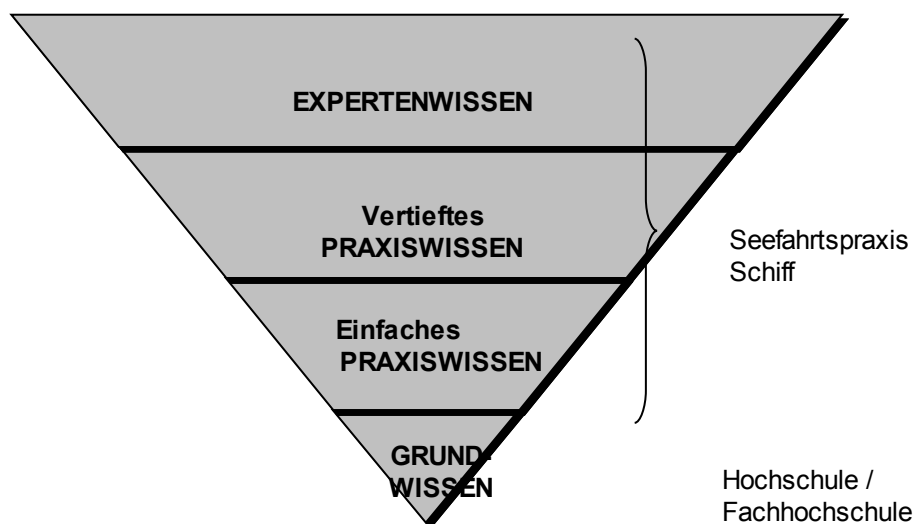 EXPERTENWISSEN
Vertieftes
PRAXISWISSEN
Seefahrtspraxis
Schiff
Einfaches
PRAXISWISSEN
GRUND-
WISSEN
Hochschule /
Fachhochschule